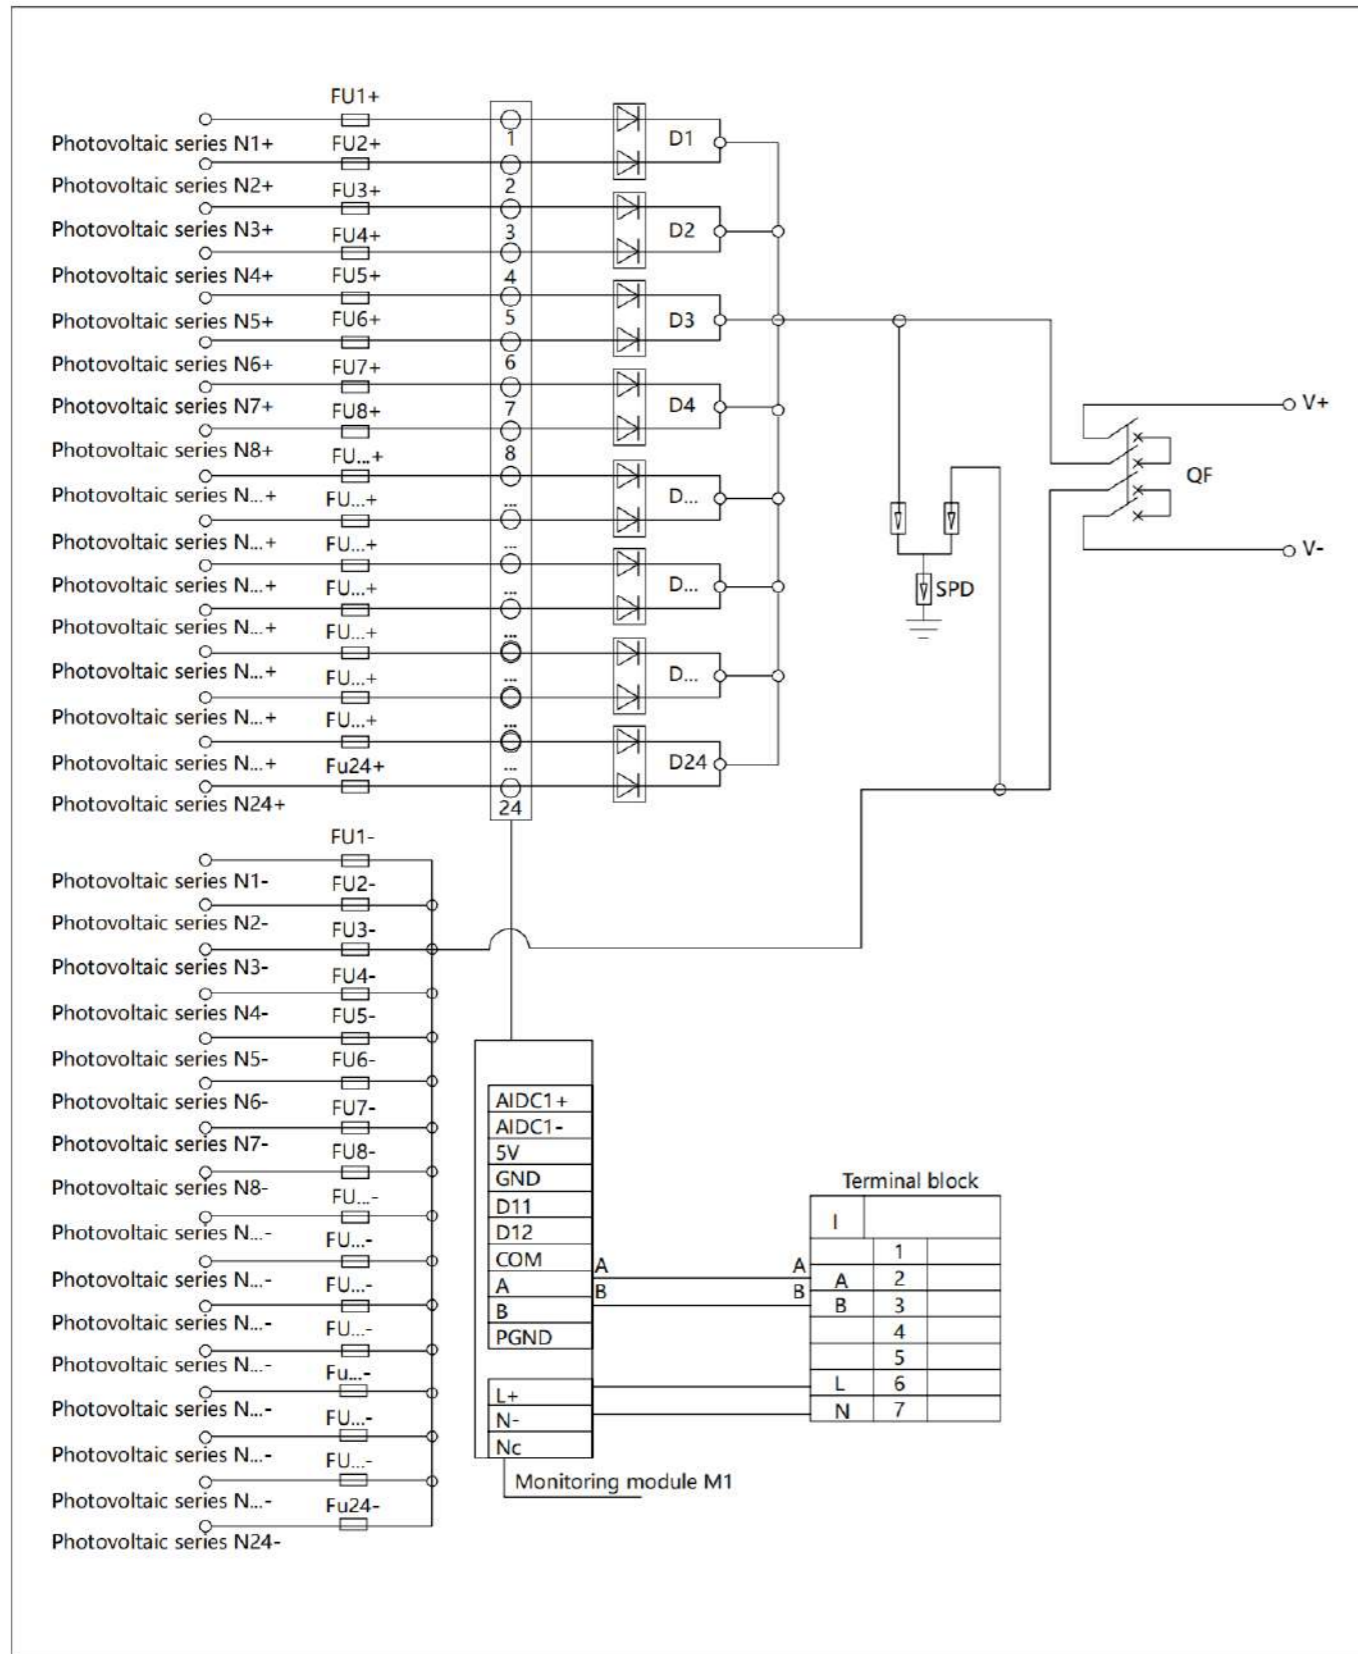 FU1+
Photovoltaic series N1+
FU2+
1
D1
Photovoltaic series N2+
FU3+
2
Photovoltaic series N3+
FU4+
3
D2
Photovoltaic series N4+
FU5+
4
Photovoltaic series N5+
FU6+
5
D3
Photovoltaic series N6+
FU7+
6
Photovoltaic series N7+
FU8+
7
D4
V+
Photovoltaic series N8+
FU...+
8
QF
Photovoltaic series N...+
FU...+
...
D...
Photovoltaic series N...+
FU...+
...
V-
Photovoltaic series N...+
FU...+
...
D...
SPD
Photovoltaic series N...+
FU...+
...
Photovoltaic series N...+
FU...+
...
D...
Photovoltaic series N...+
FU...+
...
Photovoltaic series N...+
Fu24+
...
D24
Photovoltaic series N24+
24
FU1-
Photovoltaic series N1-
FU2-
Photovoltaic series N2-
FU3-
Photovoltaic series N3-
FU4-
Photovoltaic series N4-
FU5-
Photovoltaic series N5-
FU6-
Photovoltaic series N6-
FU7-
Photovoltaic series N7-
FU8-
Photovoltaic series N8-
FU...-
Photovoltaic series N...-
FU...-
Photovoltaic series N...-
FU...-
Photovoltaic series N...-
FU...-
Photovoltaic series N...-
Fu...-
Photovoltaic series N...-
FU...-
Photovoltaic series N...-
FU...-
Photovoltaic series N...-
Fu24-
Photovoltaic series N24-
AIDC1+
AIDC1-
5V
GND
D11
D12
COM
A
B
PGND
L+
N-
Nc
Monitoring module M1
A A
B B
Terminal block
I
1
A 2
B 3
4
5
L 6
N 7